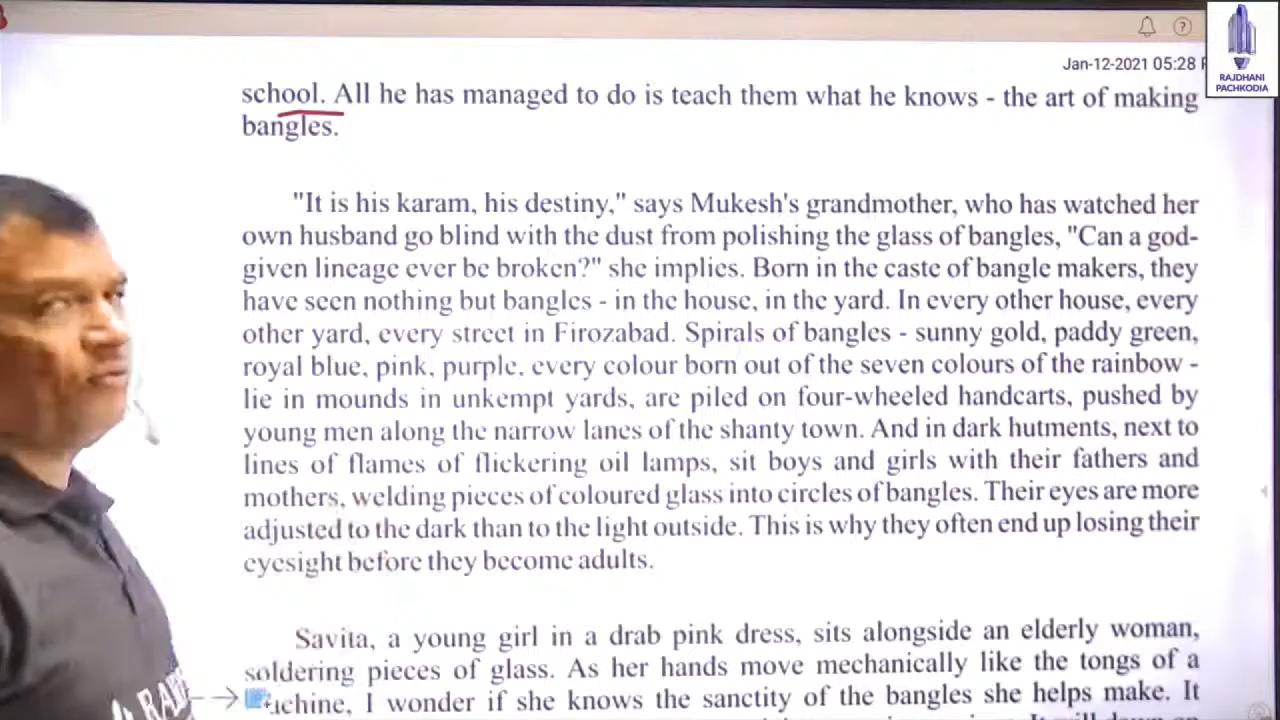 Jan-12-2021 05:28
RAJDHANI
PACHKODIA
school. All he has managed to do is teach them what he knows - the art of making
bangles.
"It is his karam, his destiny," says Mukesh's grandmother, who has watched her
own husband go blind with the dust from polishing the glass of bangles, "Can a god-
given lineage ever be broken?" she implies. Born in the caste of bangle makers, they
have seen nothing but bangles - in the house, in the yard. In every other house, every
other yard, every street in Firozabad. Spirals of bangles - sunny gold, paddy green,
royal blue, pink, purple. every colour born out of the seven colours of the rainbow -
lie in mounds in unkempt yards, are piled on four-wheeled handcarts, pushed by
young men along the narrow lanes of the shanty town. And in dark hutments, next to
lines of flames of flickering oil lamps, sit boys and girls with their fathers and
mothers, welding pieces of coloured glass into circles of bangles. Their eyes are more
adjusted to the dark than to the light outside. This is why they often end up losing their
eyesight before they become adults.
Savita, a young girl in a drab pink dress, sits alongside an elderly woman,
soldering pieces of glass. As her hands move mechanically like the tongs of a
I wonder if she knows the sanctity of the bangles she helps make. It